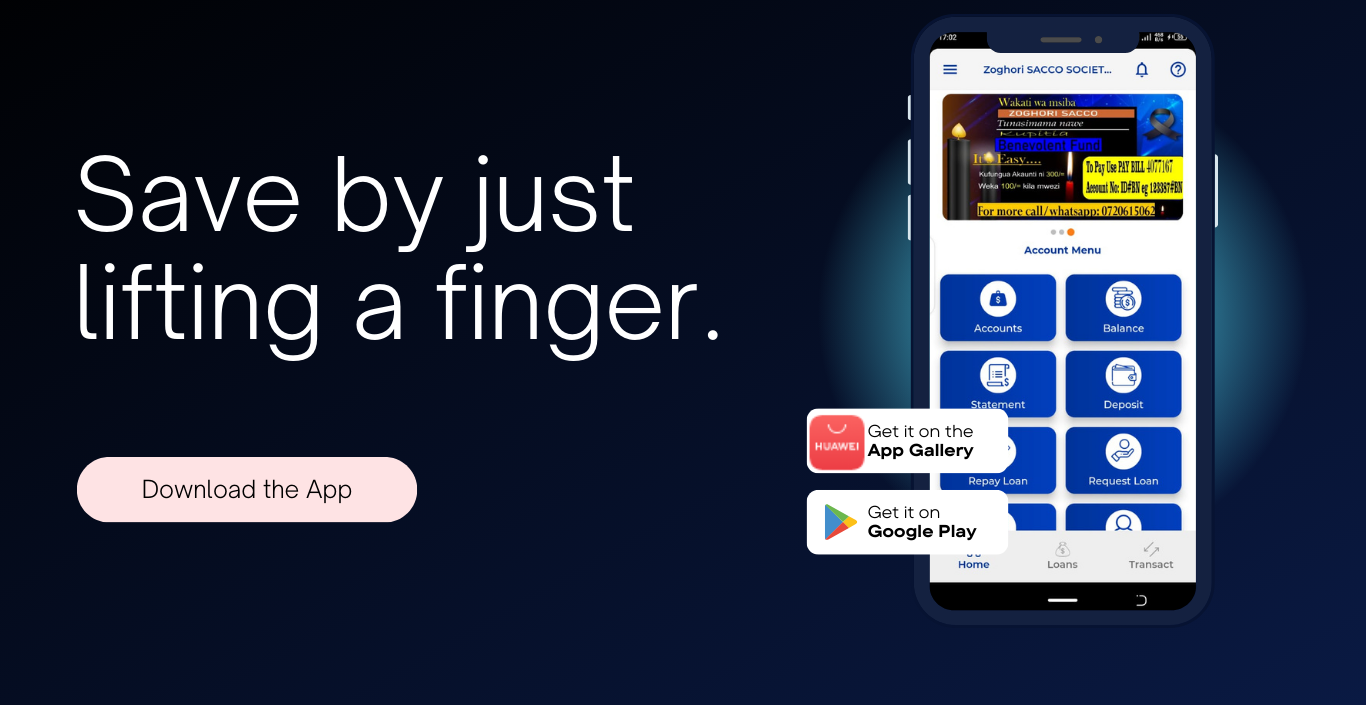 Save by just
lifting a finger.
Download the App
17:02
Zoghori SACCO SOCIET...
Wakati wa msiba
ZOGHORI SACCO
Tunasimama nawe
Kupitia
Benevolent Fund
Its Easy....
Kufungua Akaunti ni 300/=
Weka 100/= kila mwezi
To Pay Use PAY BILL 4077167
Account No: ID#BN eg 123387#BN
For more call/whatsapp: 0720615062
Account Menu
Accounts
Balance
Statement
Deposit
HUAWEI
Get it on the
App Gallery
Repay Loan
Request Loan
Get it on
Google Play
Home
Loans
Transact